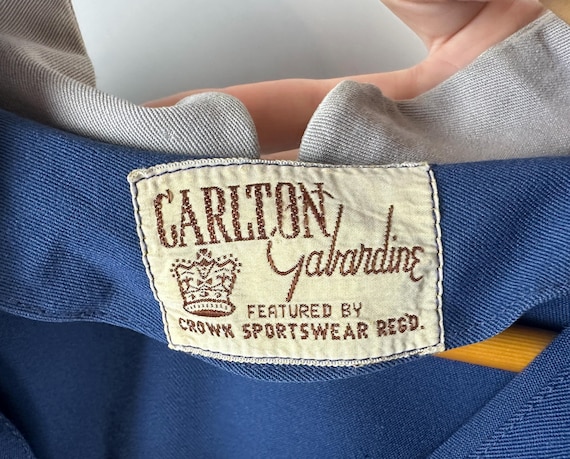 CARLTON
Gabardine
FEATURED BY
CROWN SPORTSWEAR REG'D.